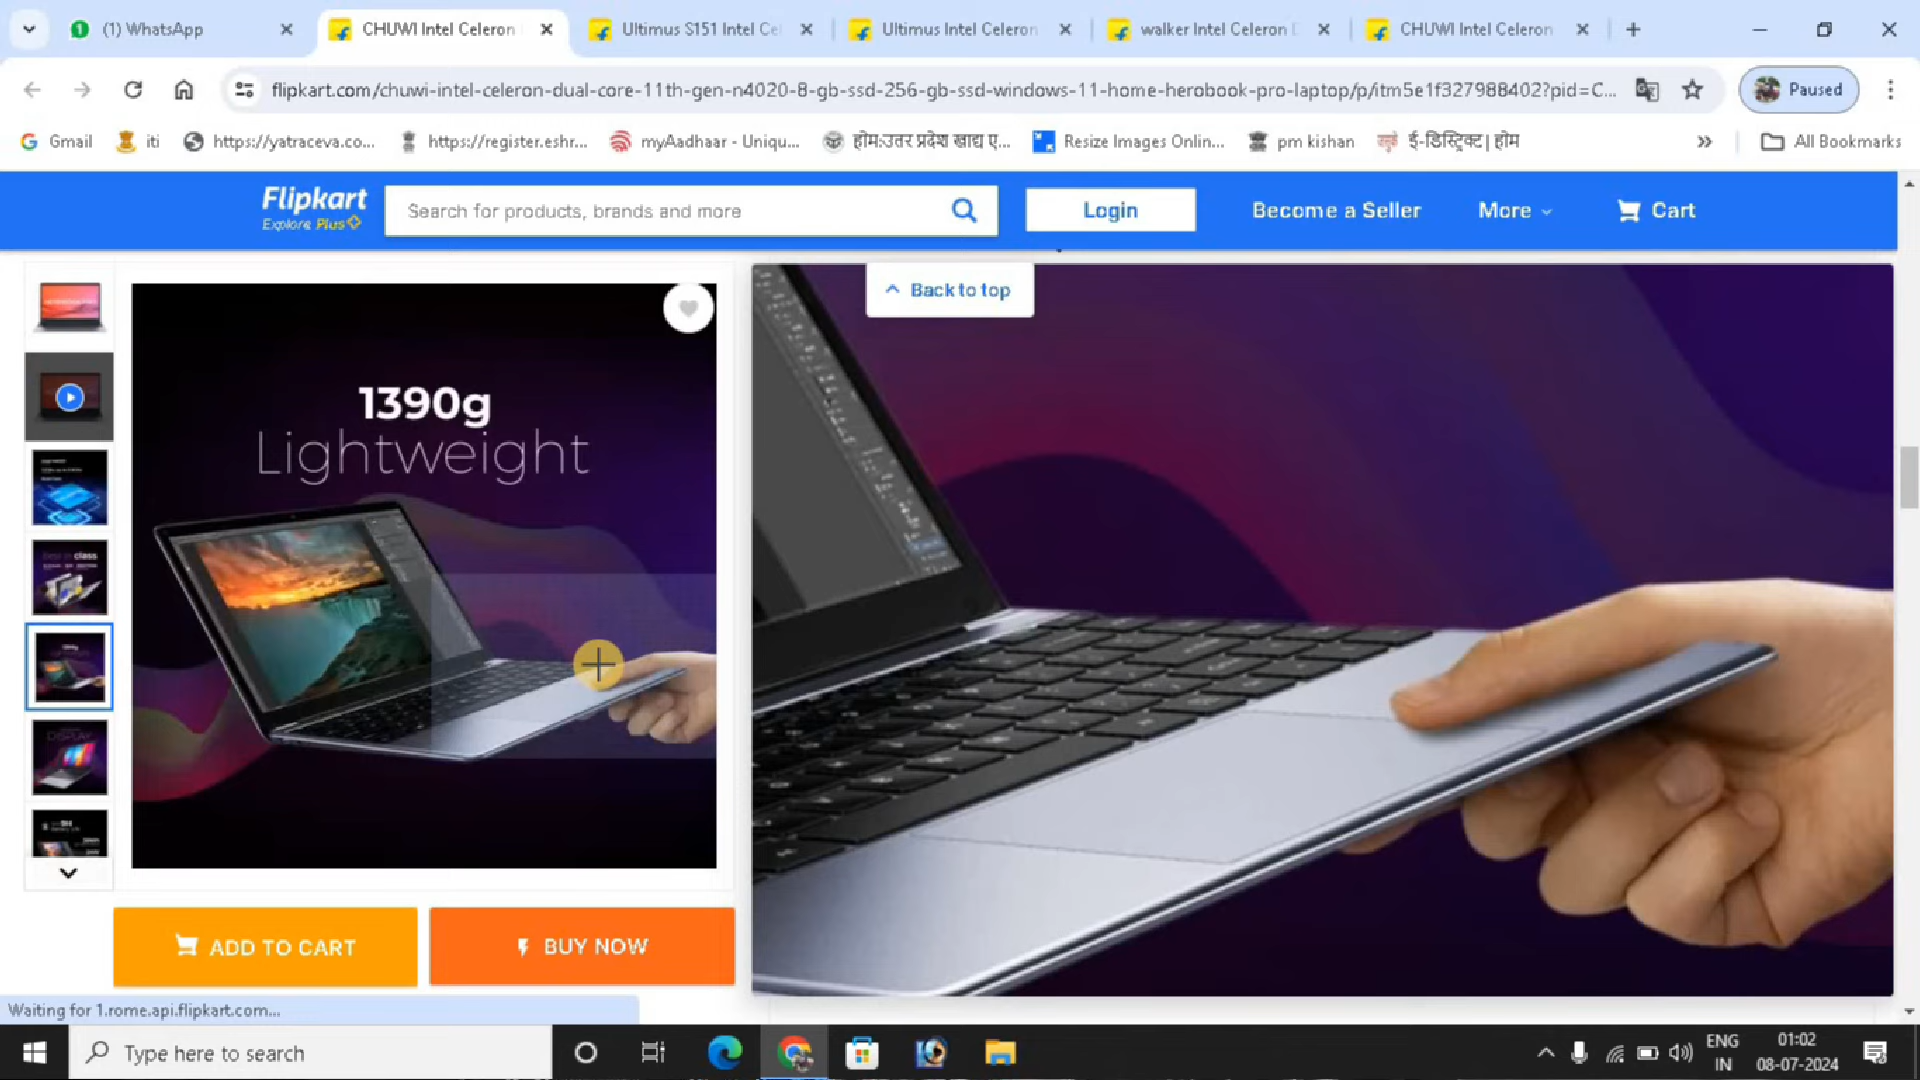 (1) WhatsApp
CHUWI Intel Celeron
Ultimus S151 Intel Cel
Ultimus Intel Celeron
walker Intel Celeron D
CHUWI Intel Celeron
flipkart.com/chuwi-intel-celeron-dual-core-11th-gen-n4020-8-gb-ssd-256-gb-ssd-windows-11-home-herobook-pro-laptop/p/itm5e1f327988402?pid=C...
Paused
Gmail
iti
https://yatraceva.co...
https://register.eshr...
myAadhaar - Uniqu...
होम:उतर प्रदेश खाद्य ए...
Resize Images Onlin...
pm kishan
ई-डिस्ट्रिक्ट | होम
All Bookmarks
Flipkart
Explore Plus
Search for products, brands and more
Login
Become a Seller
More
Cart
Back to top
1390g
Lightweight
ADD TO CART
BUY NOW
Waiting for 1.rome.api.flipkart.com...
Type here to search
ENG
IN
01:02
08-07-2024